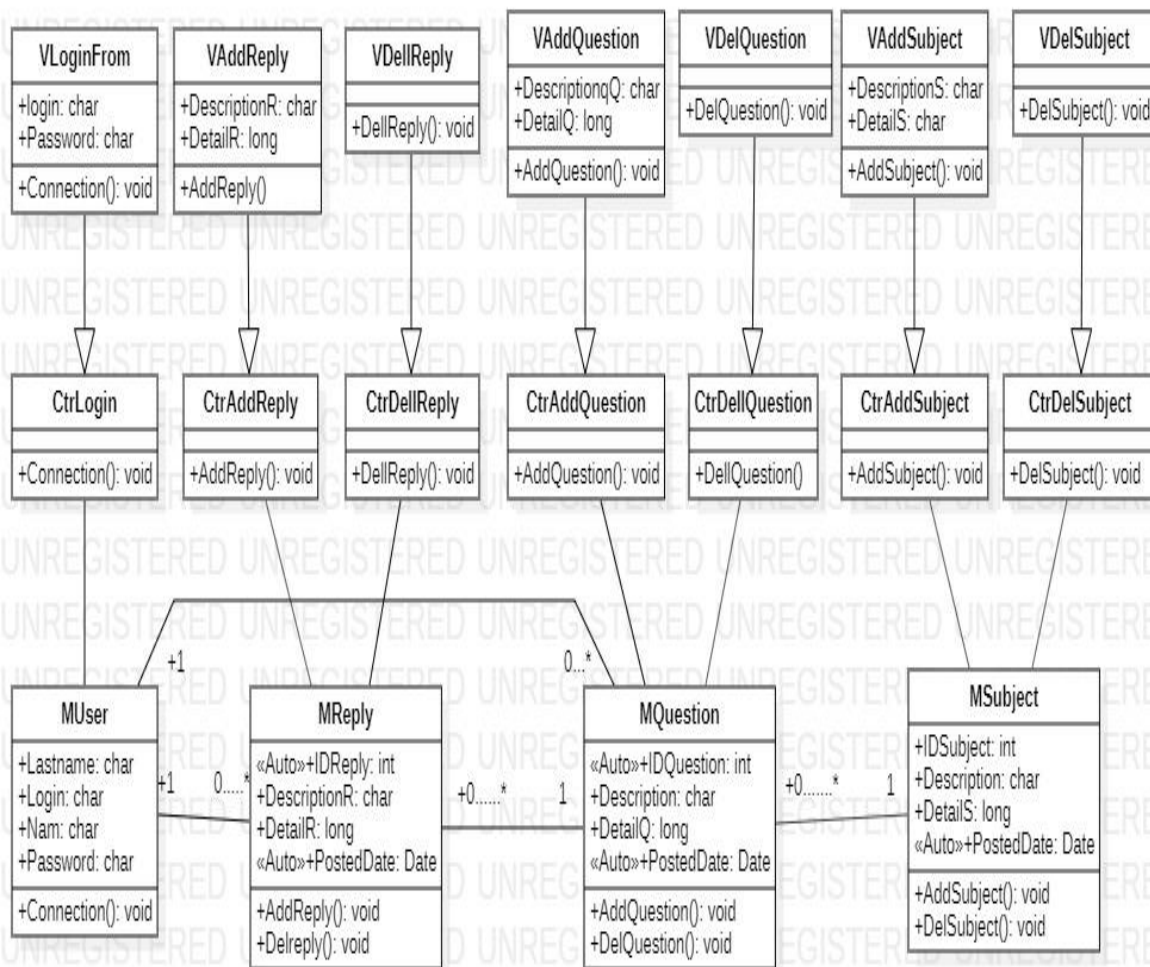 VLoginFrom
+login: char
+Password: char
+Connection(): void
VAddReply
+DescriptionR: char
+DetailR: long
+AddReply()
VDellReply
+DellReply(): void
VAddQuestion
+DescriptionqQ: char
+DetailQ: long
+AddQuestion(): void
VDelQuestion
+DelQuestion(): void
VAddSubject
+DescriptionS: char
+DetailS: char
+AddSubject(): void
VDelSubject
+DelSubject(): void
CtrLogin
+Connection(): void
CtrAddReply
+AddReply(): void
CtrDellReply
+DellReply(): void
CtrAddQuestion
+AddQuestion(): void
CtrDellQuestion
+DellQuestion()
CtrAddSubject
+AddSubject(): void
CtrDelSubject
+DelSubject(): void
+1
0...*
MUser
+Lastname: char
+Login: char
+Nam: char
+Password: char
+Connection(): void
+1
0.....*
MReply
«Auto»+IDReply: int
+DescriptionR: char
+DetailR: long
«Auto»+PostedDate: Date
+AddReply(): void
+Delreply(): void
+0......*
1
MQuestion
«Auto»+IDQuestion: int
+Description: char
+DetailQ: long
«Auto»+PostedDate: Date
+AddQuestion(): void
+DelQuestion(): void
+0.......*
1
MSubject
+IDSubject: int
+Description: char
+DetailS: long
«Auto»+PostedDate: Date
+AddSubject(): void
+DelSubject(): void
UNREGISTERED